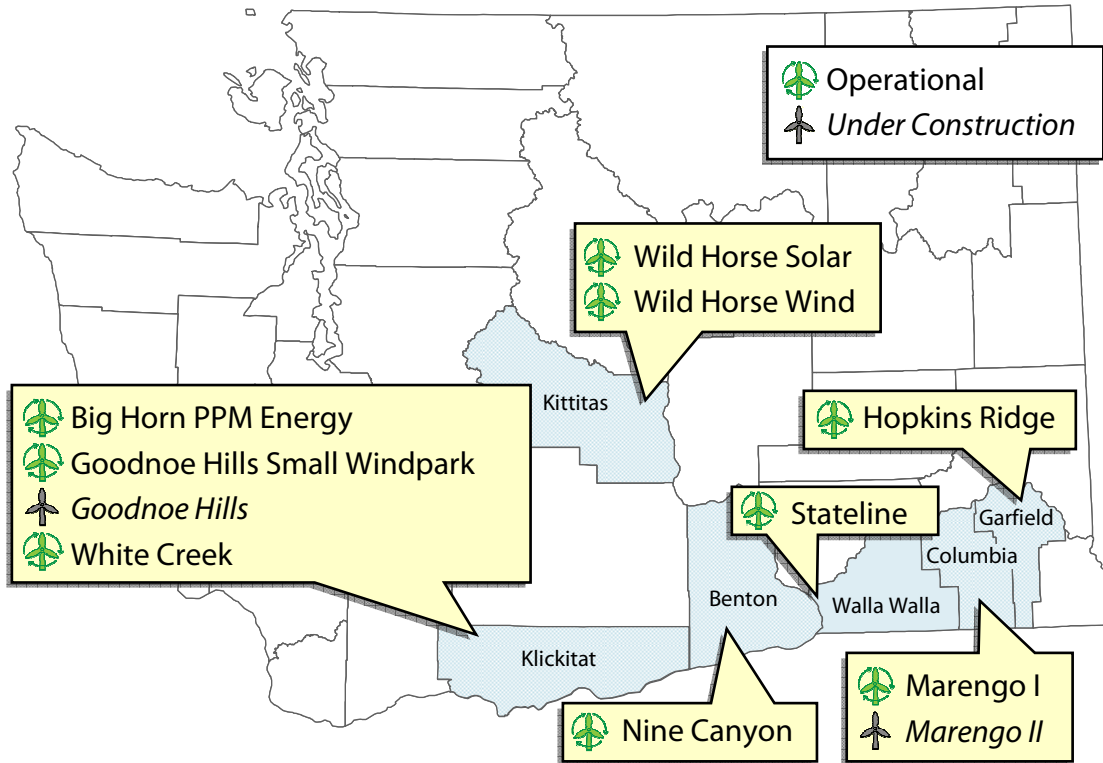 Operational
Under Construction
Wild Horse Solar
Wild Horse Wind
Kittitas
Big Horn PPM Energy
Goodnoe Hills Small Windpark
Goodnoe Hills
White Creek
Hopkins Ridge
Stateline
Garfield
Columbia
Benton
Walla Walla
Klickitat
Marengo I
Marengo II
Nine Canyon